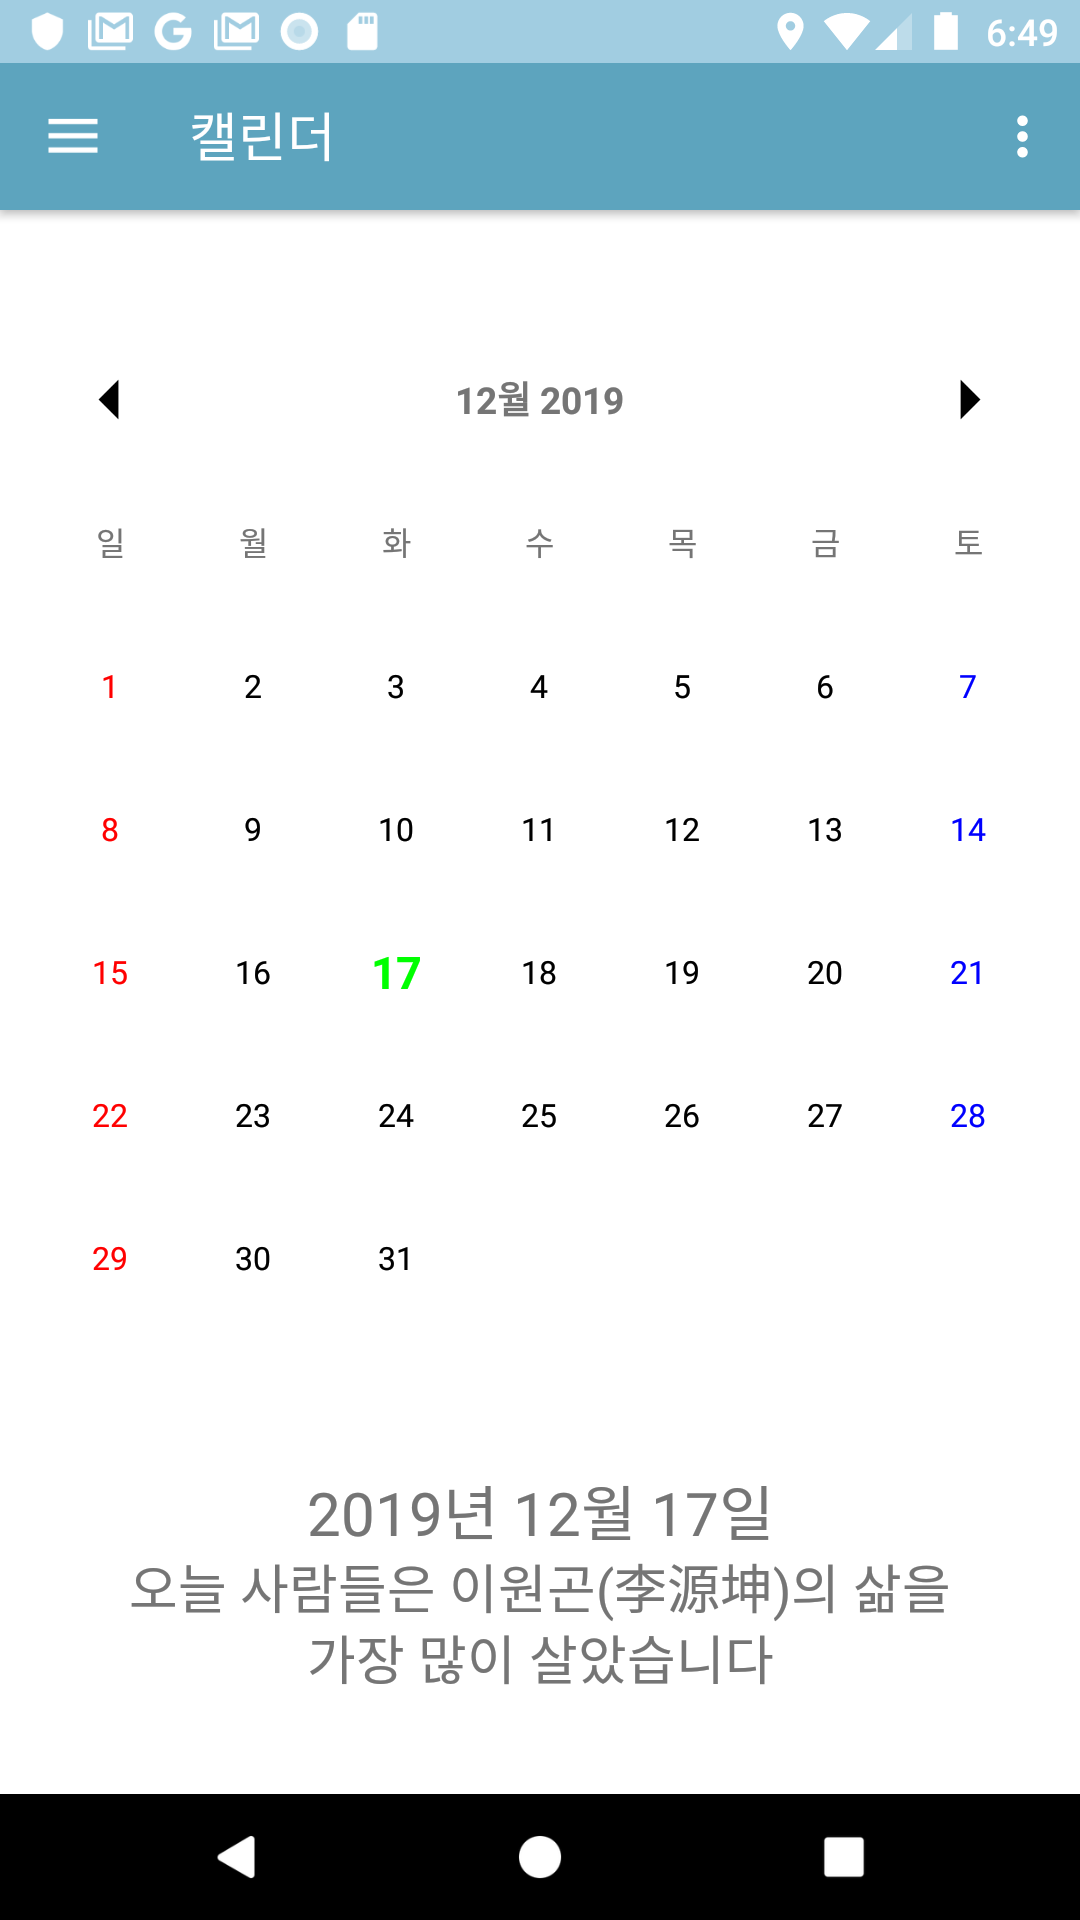 6:49
캘린더
12월 2019
일 월 화 수 목 금 토
1 2 3 4 5 6 7
8 9 10 11 12 13 14
15 16 17 18 19 20 21
22 23 24 25 26 27 28
29 30 31
2019년 12월 17일
오늘 사람들은 이원곤(李源坤)의 삶을
가장 많이 살았습니다